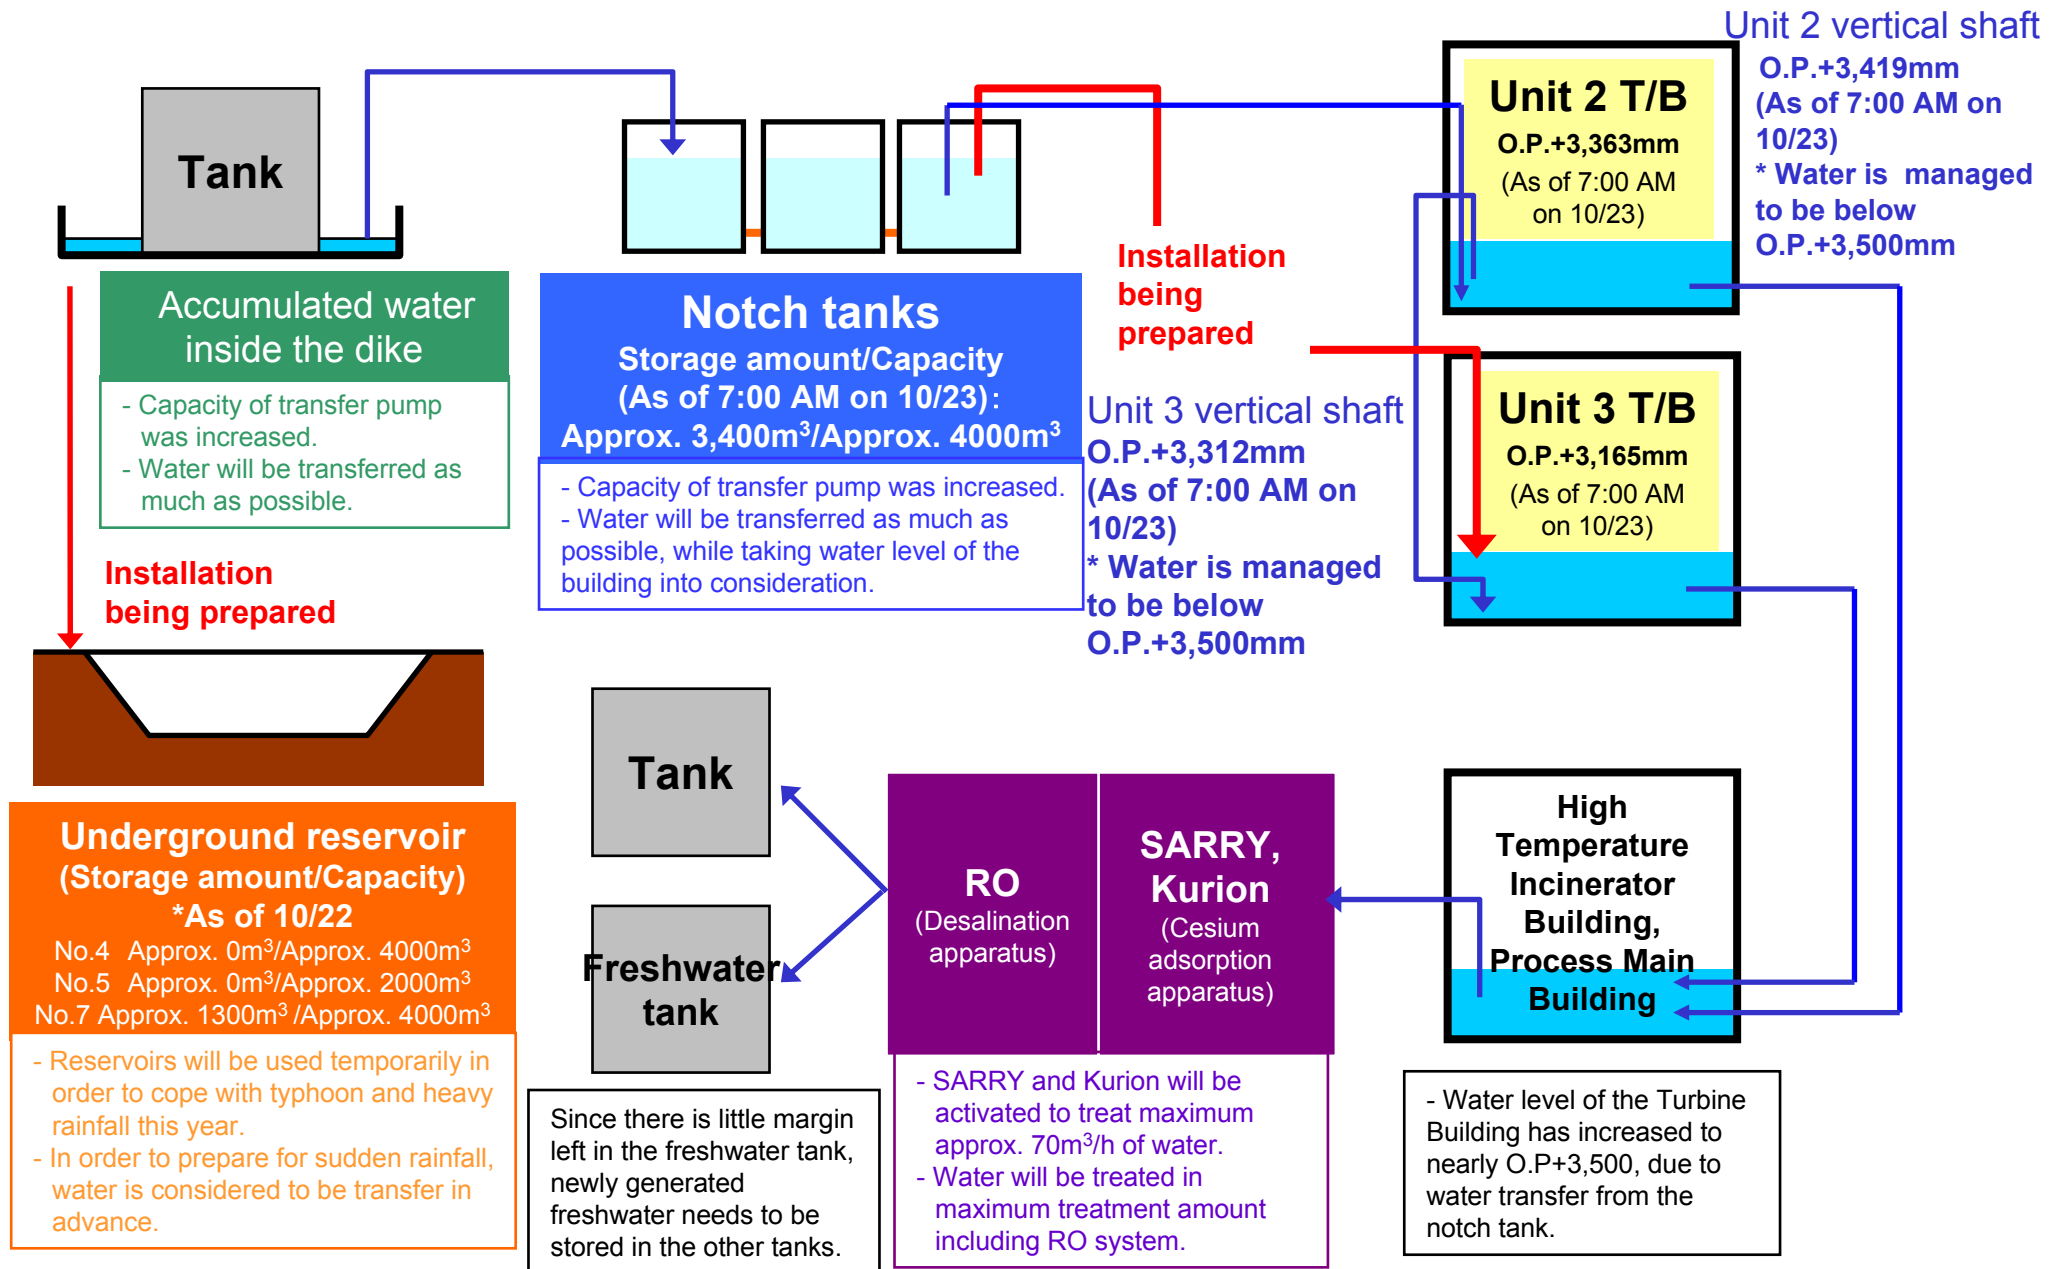 Tank
Accumulated water
inside the dike
- Capacity of transfer pump
was increased.
- Water will be transferred as
much as possible.
Installation
being prepared
Notch tanks
Storage amount/Capacity
(As of 7:00 AM on 10/23):
Approx. 3,400m³/Approx. 4000m³
- Capacity of transfer pump was increased.
- Water will be transferred as much as
possible, while taking water level of the
building into consideration.
Installation
being
prepared
Unit 2 T/B
O.P.+3,363mm
(As of 7:00 AM
on 10/23)
Unit 2 vertical shaft
O.P.+3,419mm
(As of 7:00 AM on
10/23)
* Water is  managed
to be below
O.P.+3,500mm
Unit 3 vertical shaft
O.P.+3,312mm
(As of 7:00 AM on
10/23)
* Water is managed
to be below
O.P.+3,500mm
Unit 3 T/B
O.P.+3,165mm
(As of 7:00 AM
on 10/23)
Underground reservoir
(Storage amount/Capacity)
*As of 10/22
No.4  Approx. 0m³/Approx. 4000m³
No.5  Approx. 0m³/Approx. 2000m³
No.7 Approx. 1300m³ /Approx. 4000m³
- Reservoirs will be used temporarily in
order to cope with typhoon and heavy
rainfall this year.
- In order to prepare for sudden rainfall,
water is considered to be transfer in
advance.
Tank
Freshwater
tank
Since there is little margin
left in the freshwater tank,
newly generated
freshwater needs to be
stored in the other tanks.
RO
(Desalination
apparatus)
SARRY,
Kurion
(Cesium
adsorption
apparatus)
- SARRY and Kurion will be
activated to treat maximum
approx. 70m³/h of water.
- Water will be treated in
maximum treatment amount
including RO system.
High
Temperature
Incinerator
Building,
Process Main
Building
- Water level of the Turbine
Building has increased to
nearly O.P+3,500, due to
water transfer from the
notch tank.